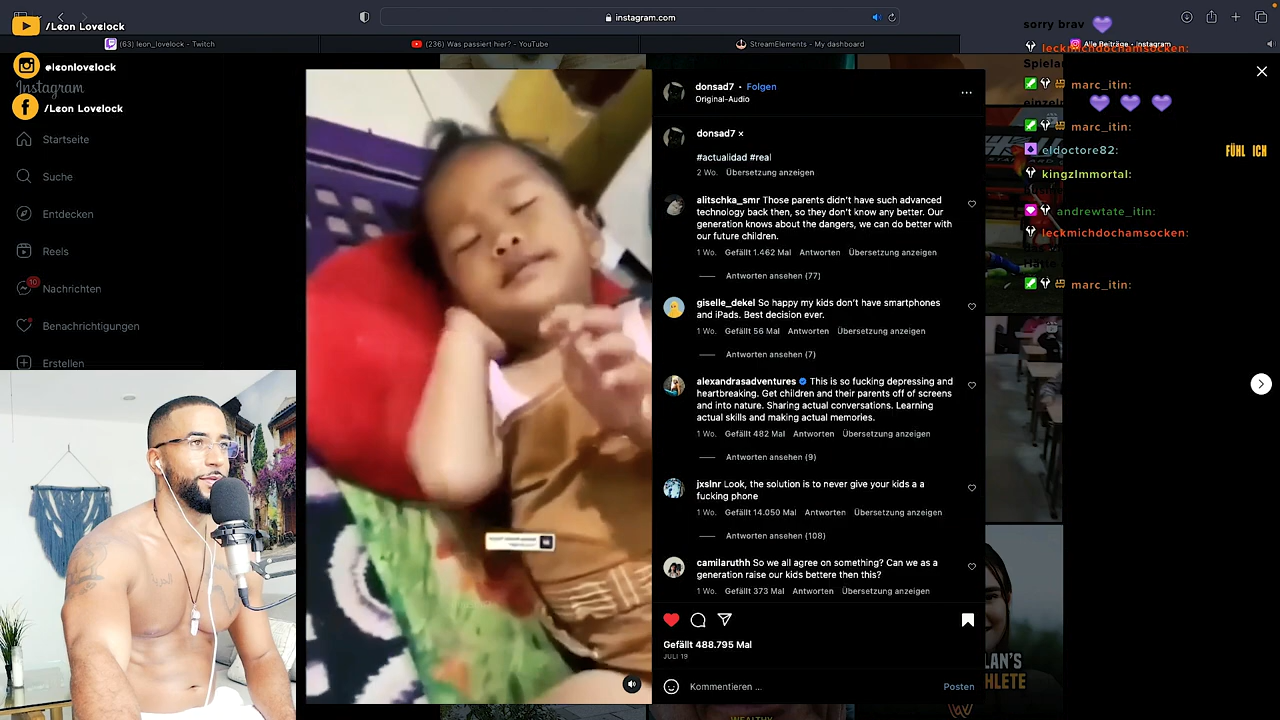 /Leon Lovelock
@leonlovelock
/Leon Lovelock
instagram.com
(63) leon_lovelock - Twitch
(236) Was passiert hier? - YouTube
StreamElements - My dashboard
Alle Beiträge • Instagram
Instagram
Startseite
Suche
Entdecken
Reels
10
Nachrichten
Benachrichtigungen
Erstellen
donsad7 • Folgen
Original-Audio
donsad7 ×
#actualidad #real
2 Wo. Übersetzung anzeigen
alitschka_smr Those parents didn't have such advanced
technology back then, so they don't know any better. Our
generation knows about the dangers, we can do better with
our future children.
1 Wo. Gefällt 1.462 Mal Antworten Übersetzung anzeigen
Antworten ansehen (77)
giselle_dekel So happy my kids don't have smartphones
and iPads. Best decision ever.
1 Wo. Gefällt 56 Mal Antworten Übersetzung anzeigen
Antworten ansehen (7)
alexandrasadventures This is so fucking depressing and
heartbreaking. Get children and their parents off of screens
and into nature. Sharing actual conversations. Learning
actual skills and making actual memories.
1 Wo. Gefällt 482 Mal Antworten Übersetzung anzeigen
Antworten ansehen (9)
jxslnr Look, the solution is to never give your kids a a
fucking phone
1 Wo. Gefällt 14.050 Mal Antworten Übersetzung anzeigen
Antworten ansehen (108)
camilaruthh So we all agree on something? Can we as a
generation raise our kids bettere then this?
1 Wo. Gefällt 373 Mal Antworten Übersetzung anzeigen
Gefällt 488.795 Mal
JULI 19
Kommentieren ...
Posten
sorry brav
leckmichdochamsocken:
marc_itin:
marc_itin:
eldoctore82:
kingzImmortal:
andrewtate_itin:
leckmichdochamsocken:
marc_itin:
FÜHL ICH
LAN'S
HLETE
WEALTHY